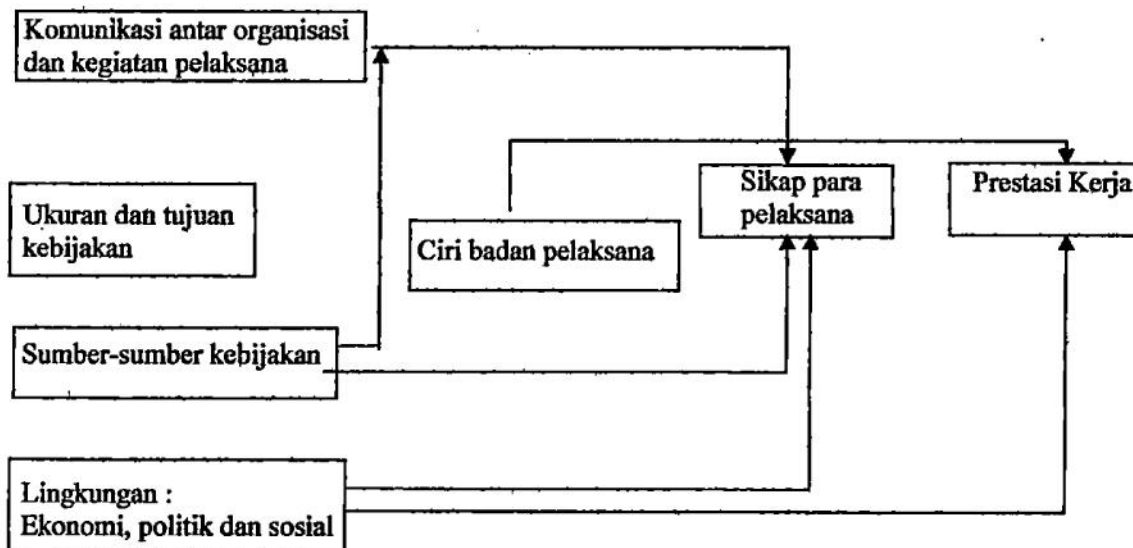 Komunikasi antar organisasi
dan kegiatan pelaksana
Sikap para
pelaksana
Prestasi Kerja
Ukuran dan tujuan
kebijakan
Ciri badan pelaksana
Sumber-sumber kebijakan
Lingkungan :
Ekonomi, politik dan sosial